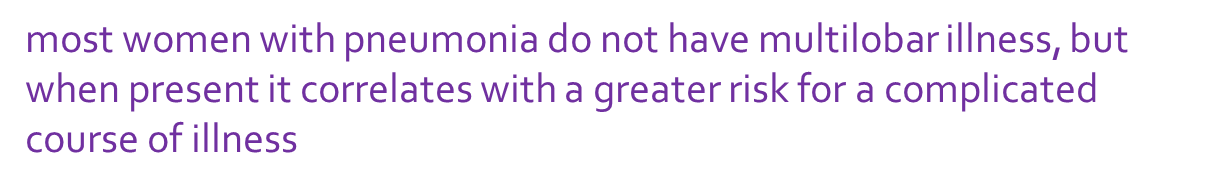 most women with pneumonia do not have multilobar illness, but
when present it correlates with a greater risk for a complicated
course of illness